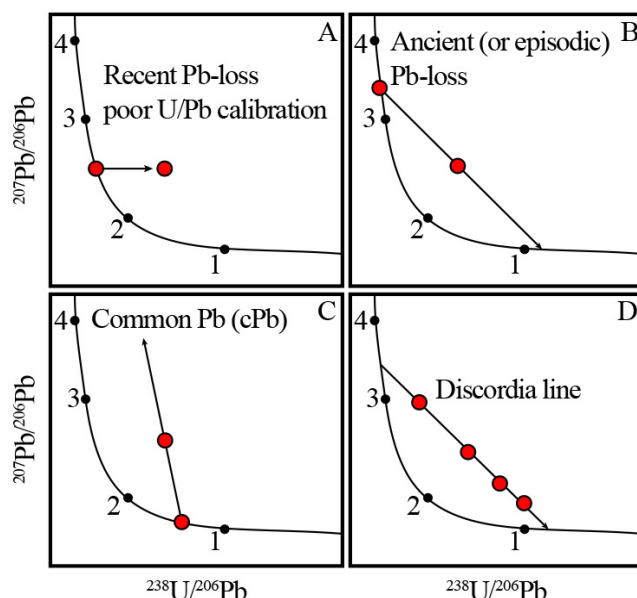 A
4
Recent Pb-loss
poor U/Pb calibration
3
2
1
²⁰⁷Pb/²⁰⁶Pb
B
4
Ancient (or episodic)
Pb-loss
3
2
1
C
4
Common Pb (cPb)
3
2
1
²⁰⁷Pb/²⁰⁶Pb
²³⁸U/²⁰⁶Pb
D
4
Discordia line
3
2
1
²³⁸U/²⁰⁶Pb